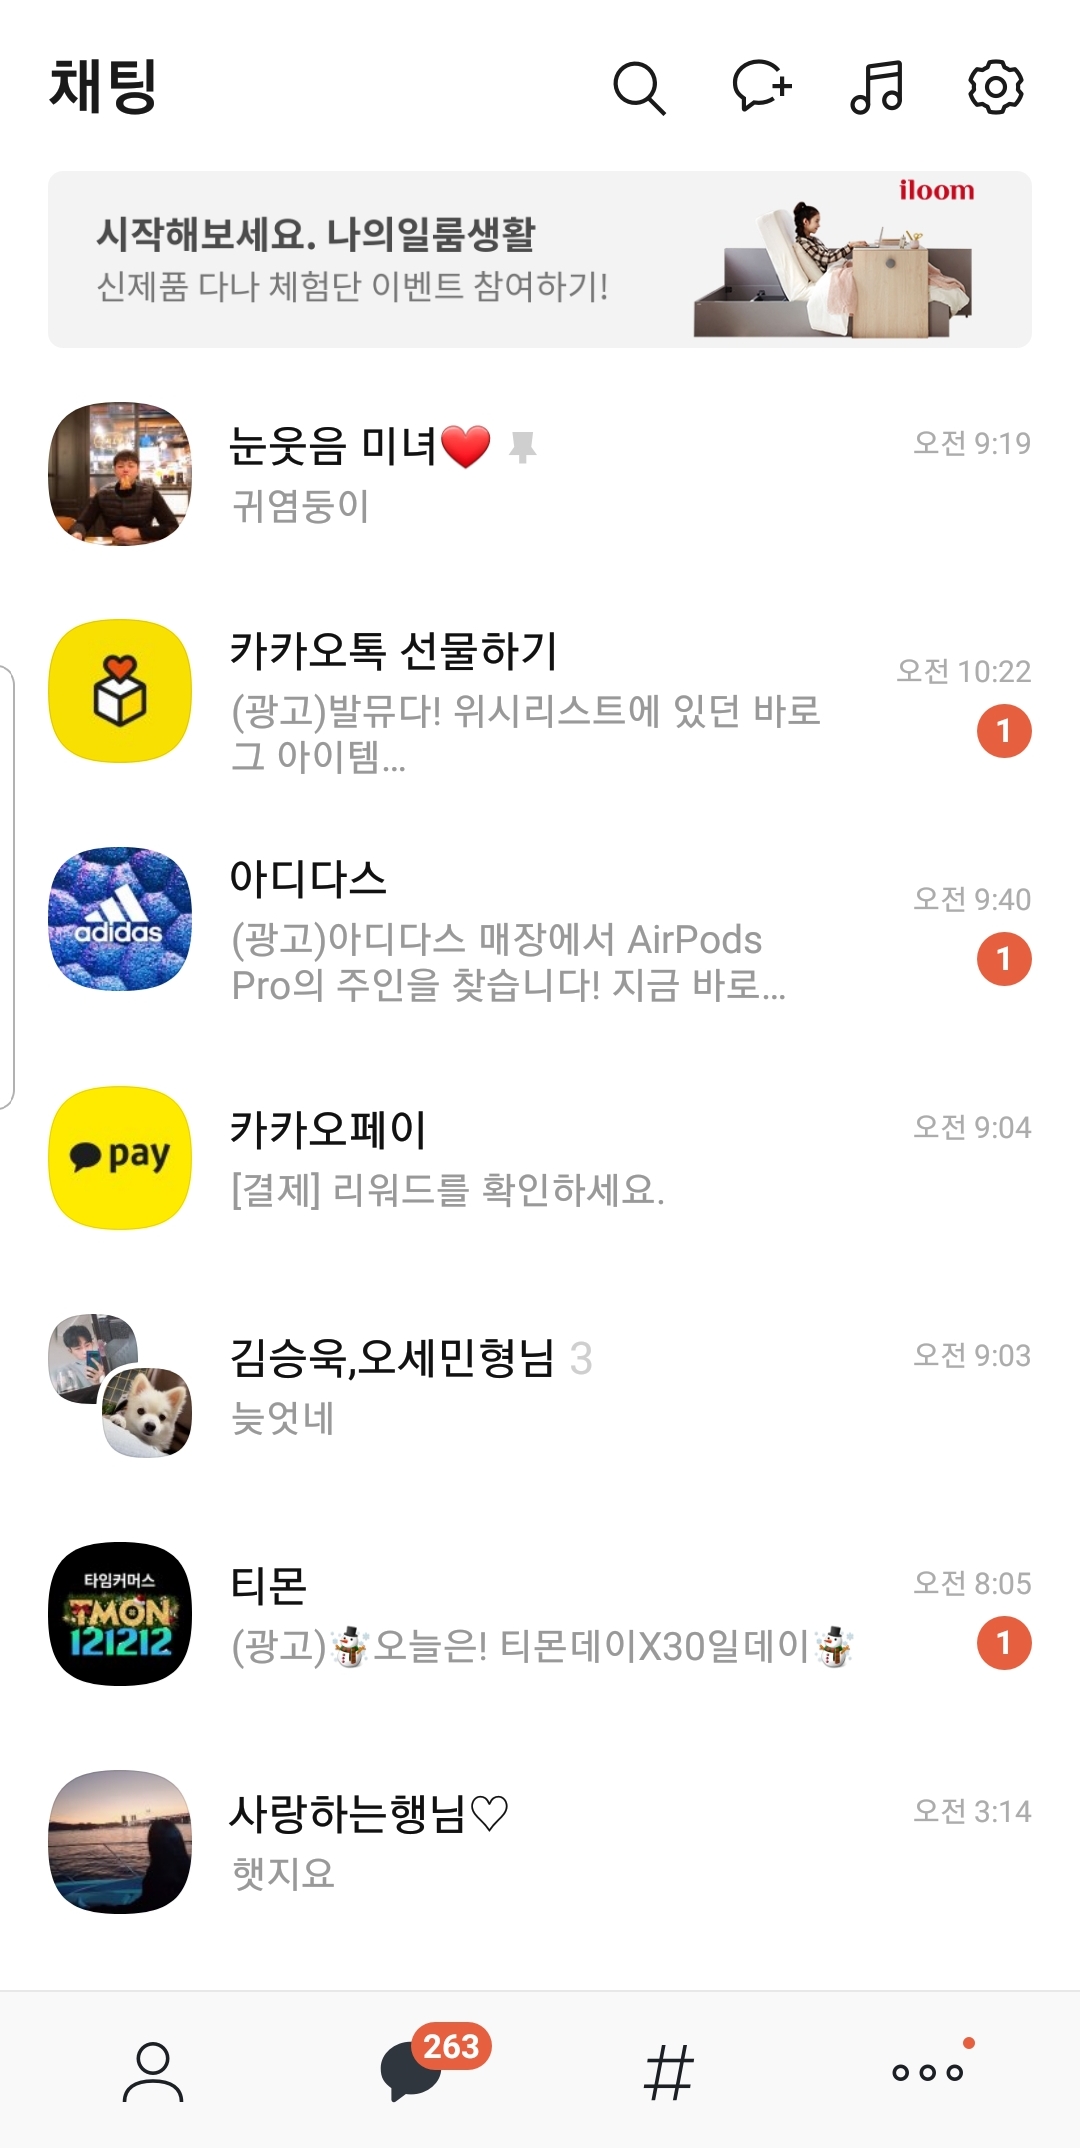 채팅
iloom
시작해보세요. 나의일룸생활
신제품 다나 체험단 이벤트 참여하기!
눈웃음 미녀❤️
오전 9:19
귀염둥이
카카오톡 선물하기
오전 10:22
(광고)발뮤다! 위시리스트에 있던 바로
그 아이템...
1
adidas
아디다스
오전 9:40
(광고)아디다스 매장에서 AirPods
Pro의 주인을 찾습니다! 지금 바로...
1
pay
카카오페이
오전 9:04
[결제] 리워드를 확인하세요.
김승욱,오세민형님 3
오전 9:03
늦엇네
타임커머스
TMON
121212
티몬
오전 8:05
(광고)☃️오늘은! 티몬데이X30일데이☃️
1
사랑하는행님♡
오전 3:14
햇지요
263
#